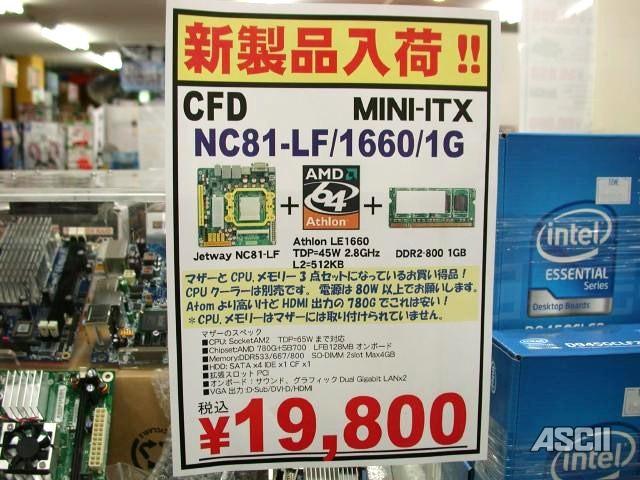 新製品入荷!!
CFD MINI-ITX
NC81-LF/1660/1G
AMD
64
Athlon
+ +
Jetway NC81-LF
Athlon LE1660
TDP=45W 2.8GHz
L2=512KB
DDR2-800 1GB
マザーとCPU、メモリー3点セットになっているお買い得品!
CPUクーラーは別売です。電源は80W以上でお願いします。
Atomより高いけどHDMI出力の780Gでこれは安い!
*CPU、メモリーはマザーには取り付けられていません。
マザーのスペック
■CPU: SocketAM2 TDP=65Wまで対応
■Chipset:AMD 780G+SB700 LFB128MB オンボード
■Memory:DDR533/667/800 SO-DIMM 2slot Max4GB
■HDD: SATA x4 IDE x1 CF x1
■拡張スロット PCI
■オンボード:サウンド、グラフィック Dual Gigabit LANx2
■VGA出力:D-Sub/DVI-D/HDMI
税込
¥19,800
intel
ESSENTIAL
Series
Desktop Boards
D945GCLF2
intel
ASCII